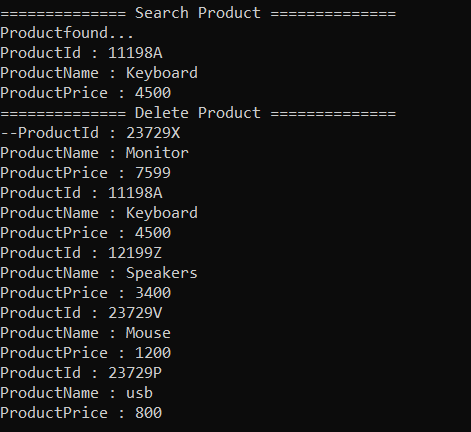 ============== Search Product ==============
Productfound...
ProductId : 11198A
ProductName : Keyboard
ProductPrice : 4500
============== Delete Product ==============
--ProductId : 23729X
ProductName : Monitor
ProductPrice : 7599
ProductId : 11198A
ProductName : Keyboard
ProductPrice : 4500
ProductId : 12199Z
ProductName : Speakers
ProductPrice : 3400
ProductId : 23729V
ProductName : Mouse
ProductPrice : 1200
ProductId : 23729P
ProductName : usb
ProductPrice : 800